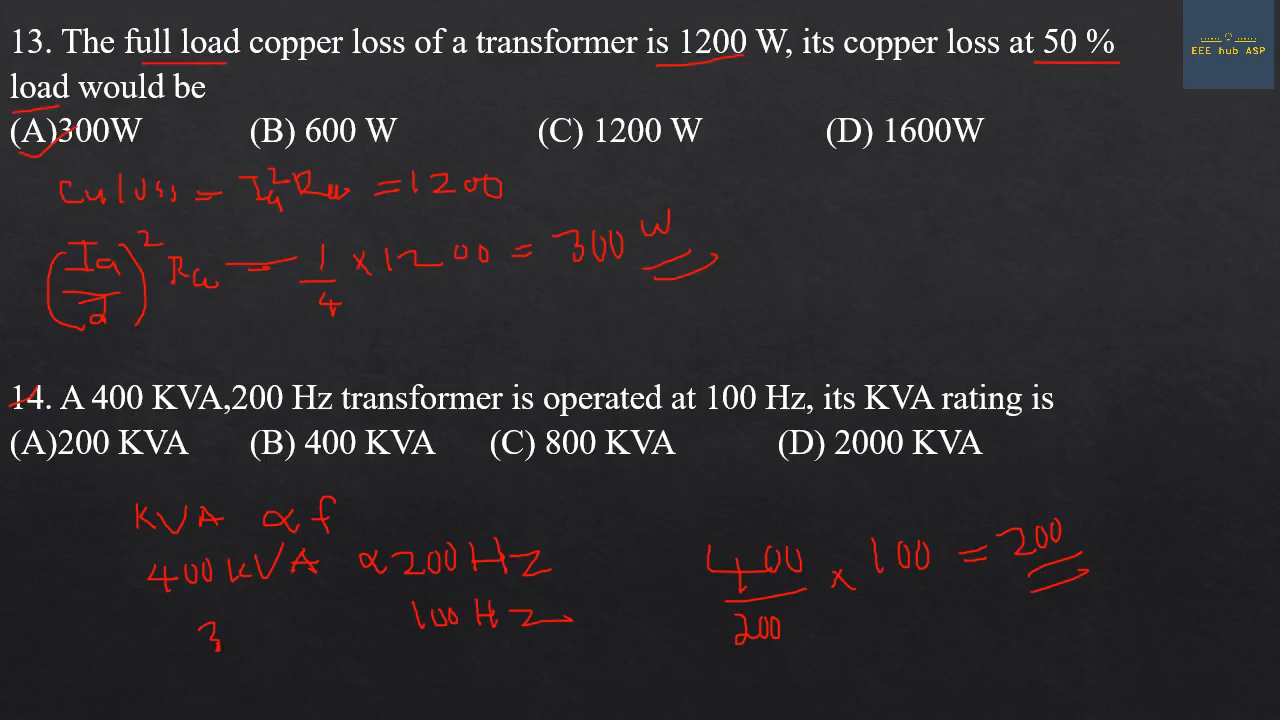 13. The full load copper loss of a transformer is 1200 W, its copper loss at 50 %
load would be
(A)300W (B) 600 W (C) 1200 W (D) 1600W
Cu loss = Ia²Rw = 1200
(Ia/2)² Rw = 1/4 × 1200 = 300 W
14. A 400 KVA,200 Hz transformer is operated at 100 Hz, its KVA rating is
(A)200 KVA (B) 400 KVA (C) 800 KVA (D) 2000 KVA
KVA ∝ f
400 KVA ∝ 200 Hz
? 100 Hz
400/200 × 100 = 200
EEE hub ASP